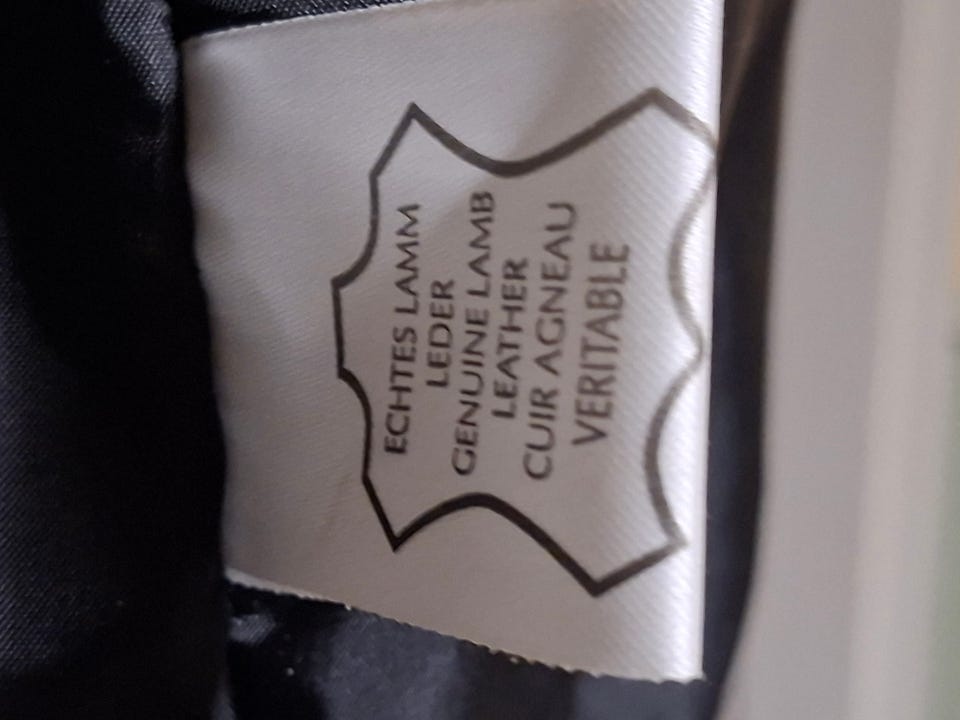 ECHTES LAMM
LEDER
GENUINE LAMB
LEATHER
CUIR AGNEAU
VERITABLE